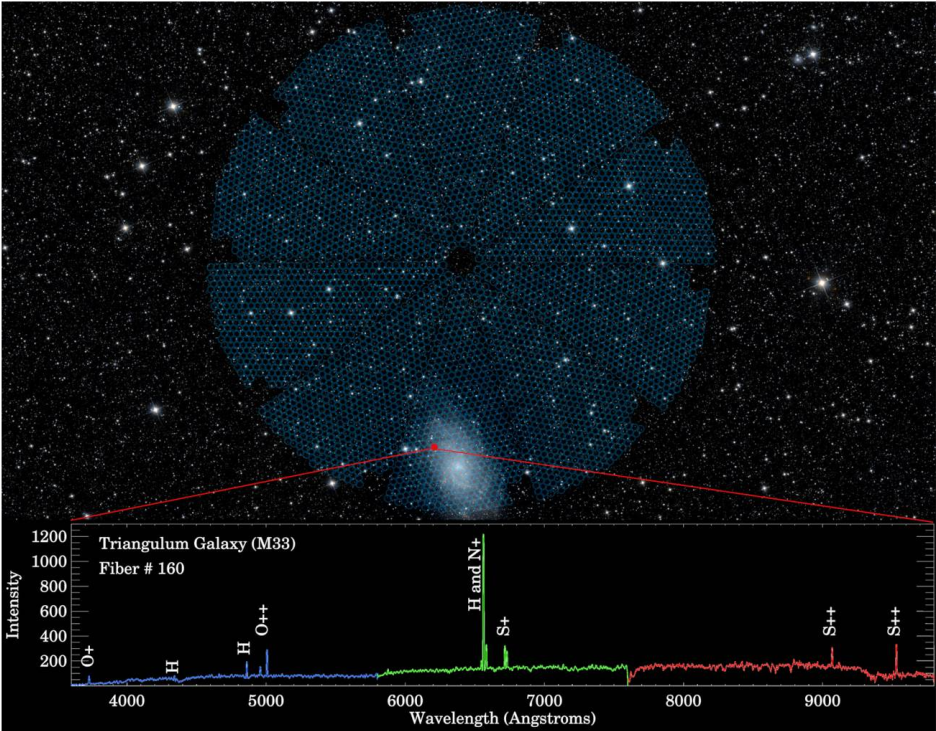 Triangulum Galaxy (M33)
Fiber # 160
Intensity
1200
1000
800
600
400
200
O+
H
H
O++
H and N+
S+
S++
S++
4000 5000 6000 7000 8000 9000
Wavelength (Angstroms)